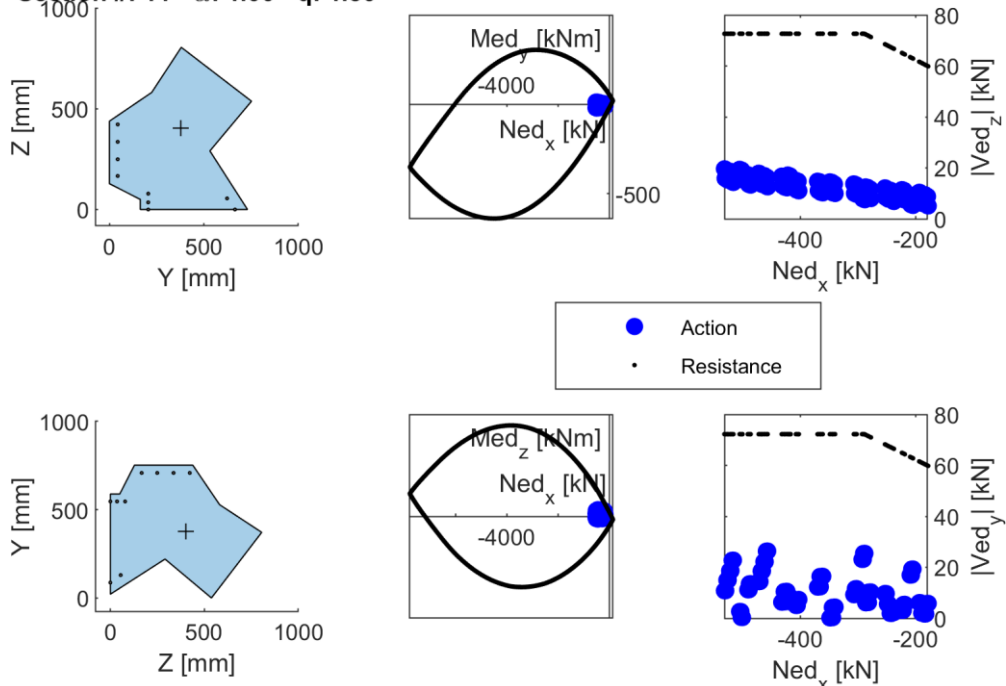 1000
500
0
Z [mm]
0 500 1000
Y [mm]
Med_y [kNm]
-4000
Ned_x [kN]
-500
80
60
40
20
0
|Ved_z| [kN]
-400 -200
Ned_x [kN]
Action
Resistance
1000
500
0
Y [mm]
0 500 1000
Z [mm]
Med_z [kNm]
Ned_x [kN]
-4000
80
60
40
20
0
|Ved_y| [kN]
-400 -200
Ned_x [kN]